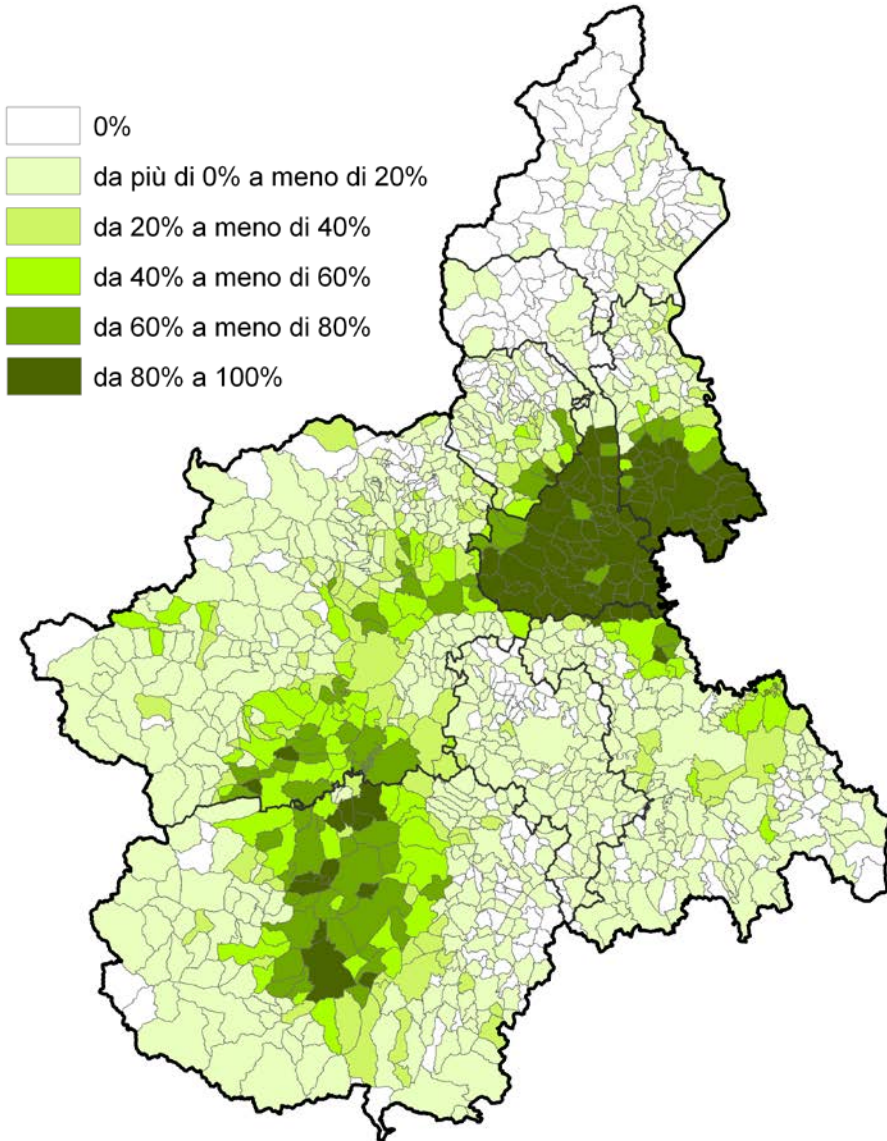 0%
da più di 0% a meno di 20%
da 20% a meno di 40%
da 40% a meno di 60%
da 60% a meno di 80%
da 80% a 100%